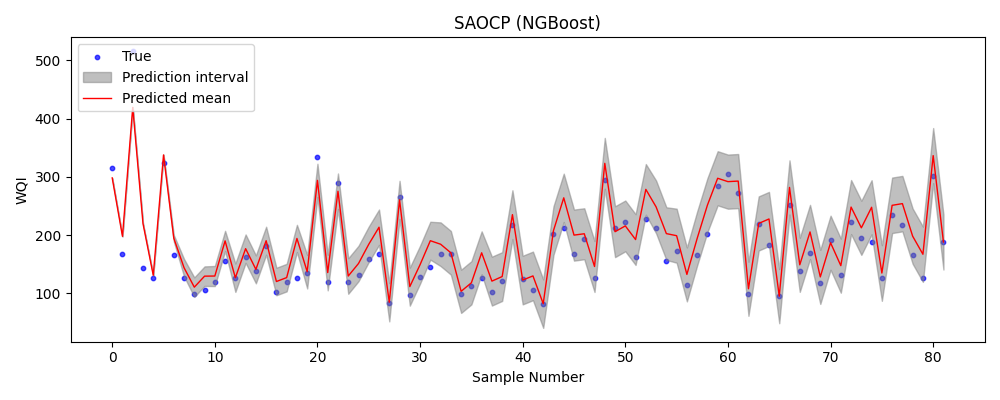 SAOCP (NGBoost)
True
Prediction interval
Predicted mean
WQI
500
400
300
200
100
0 10 20 30 40 50 60 70 80
Sample Number